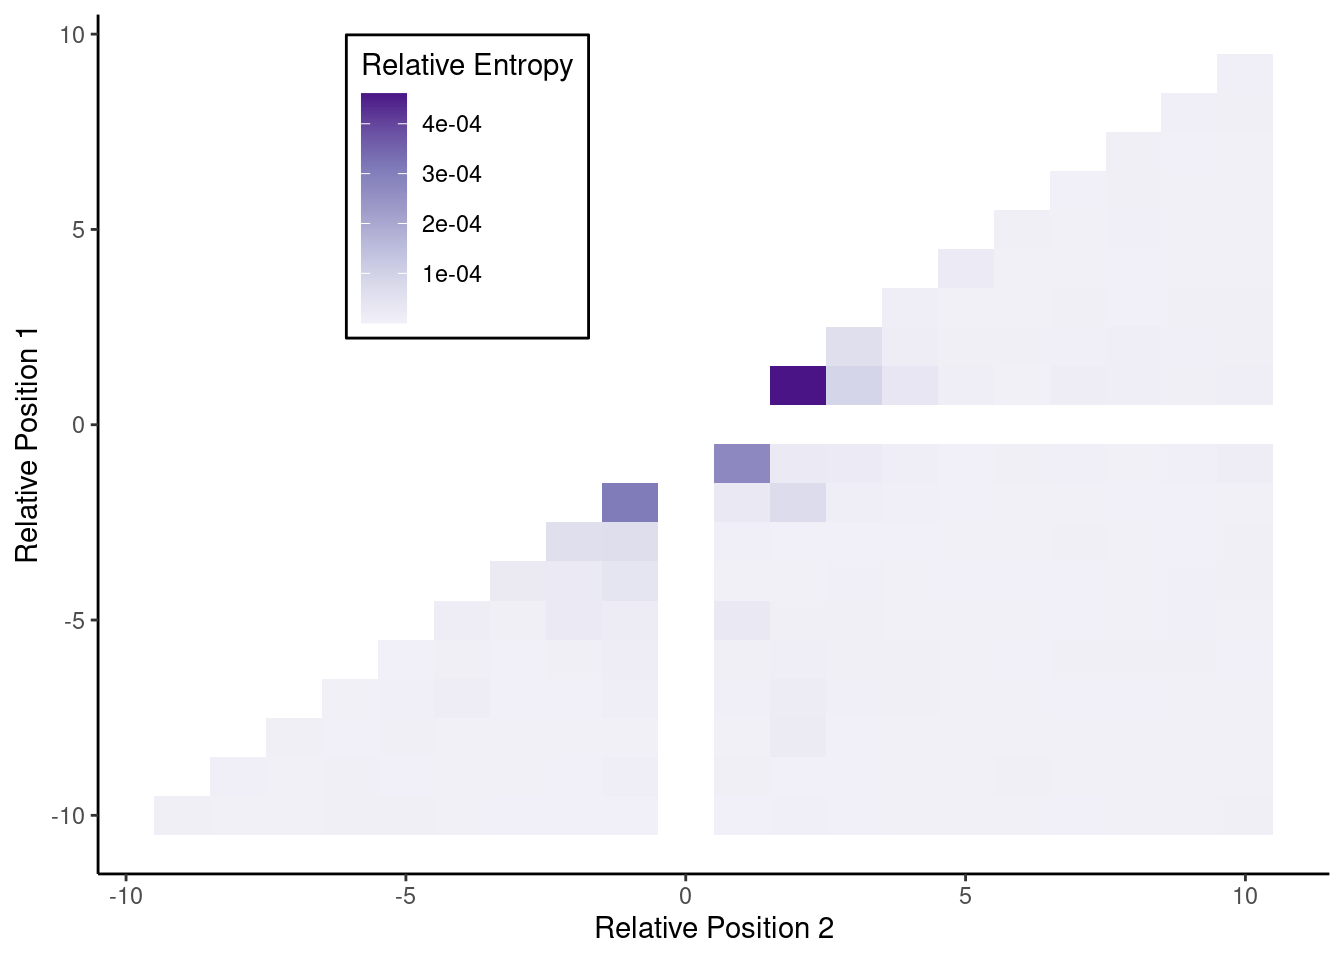 10
5
0
-5
-10
Relative Position 1
Relative Entropy
4e-04
3e-04
2e-04
1e-04
-10
-5
0
5
10
Relative Position 2